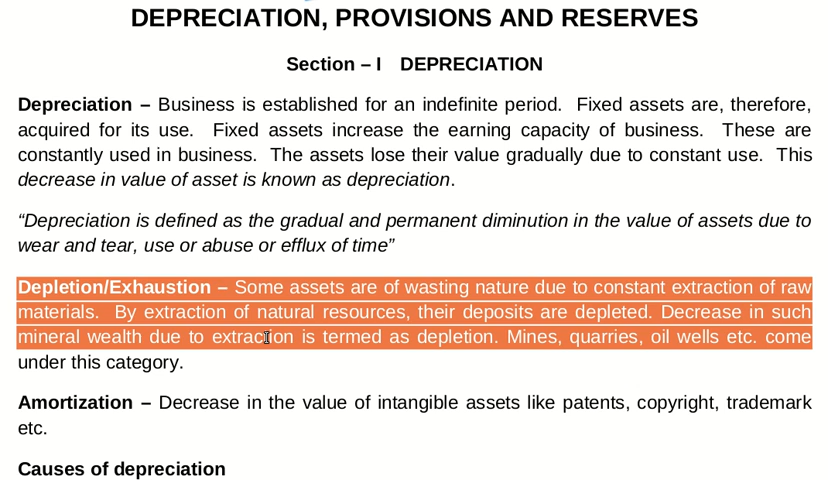 DEPRECIATION, PROVISIONS AND RESERVES
Section – I DEPRECIATION
Depreciation – Business is established for an indefinite period. Fixed assets are, therefore,
acquired for its use. Fixed assets increase the earning capacity of business. These are
constantly used in business. The assets lose their value gradually due to constant use. This
decrease in value of asset is known as depreciation.
“Depreciation is defined as the gradual and permanent diminution in the value of assets due to
wear and tear, use or abuse or efflux of time”
Depletion/Exhaustion – Some assets are of wasting nature due to constant extraction of raw
materials. By extraction of natural resources, their deposits are depleted. Decrease in such
mineral wealth due to extraction is termed as depletion. Mines, quarries, oil wells etc. come
under this category.
Amortization – Decrease in the value of intangible assets like patents, copyright, trademark
etc.
Causes of depreciation